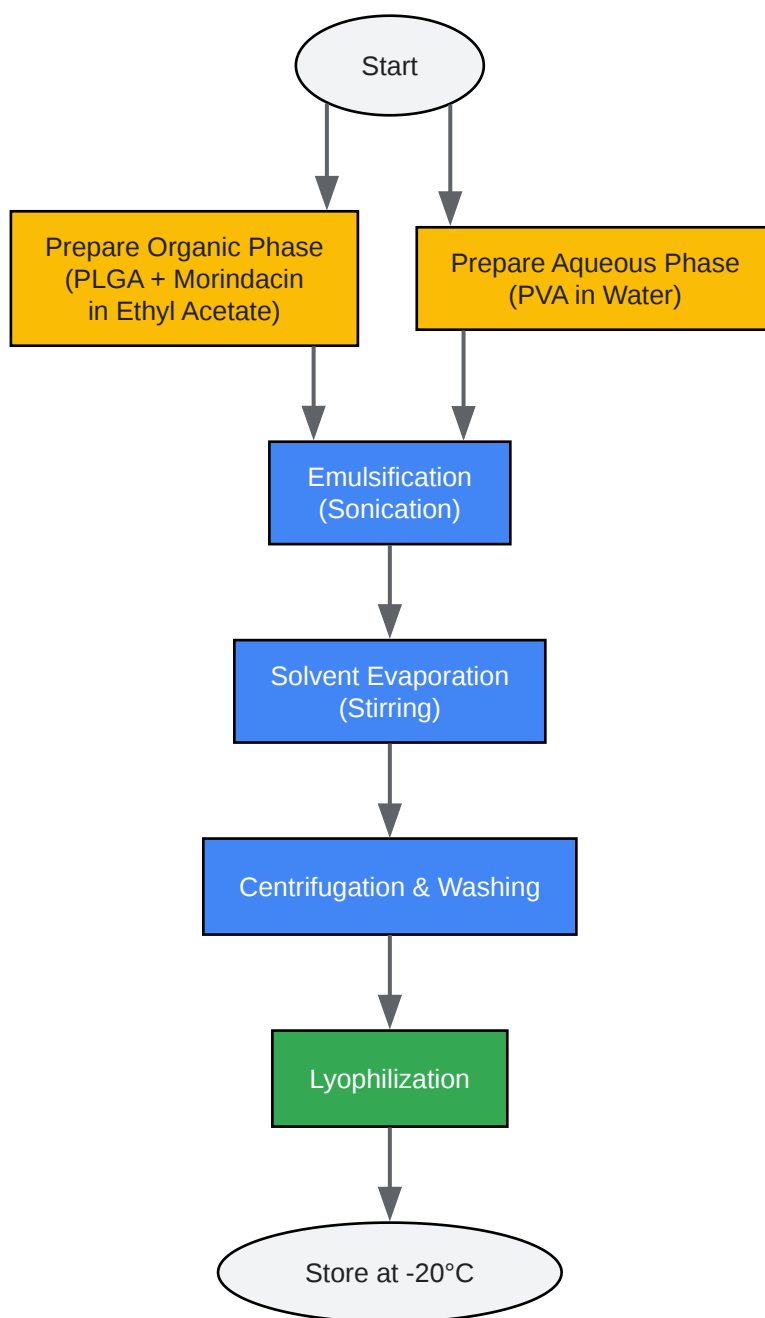 Start
Prepare Organic Phase
(PLGA + Morindacin
in Ethyl Acetate)
Prepare Aqueous Phase
(PVA in Water)
Emulsification
(Sonication)
Solvent Evaporation
(Stirring)
Centrifugation & Washing
Lyophilization
Store at -20°C